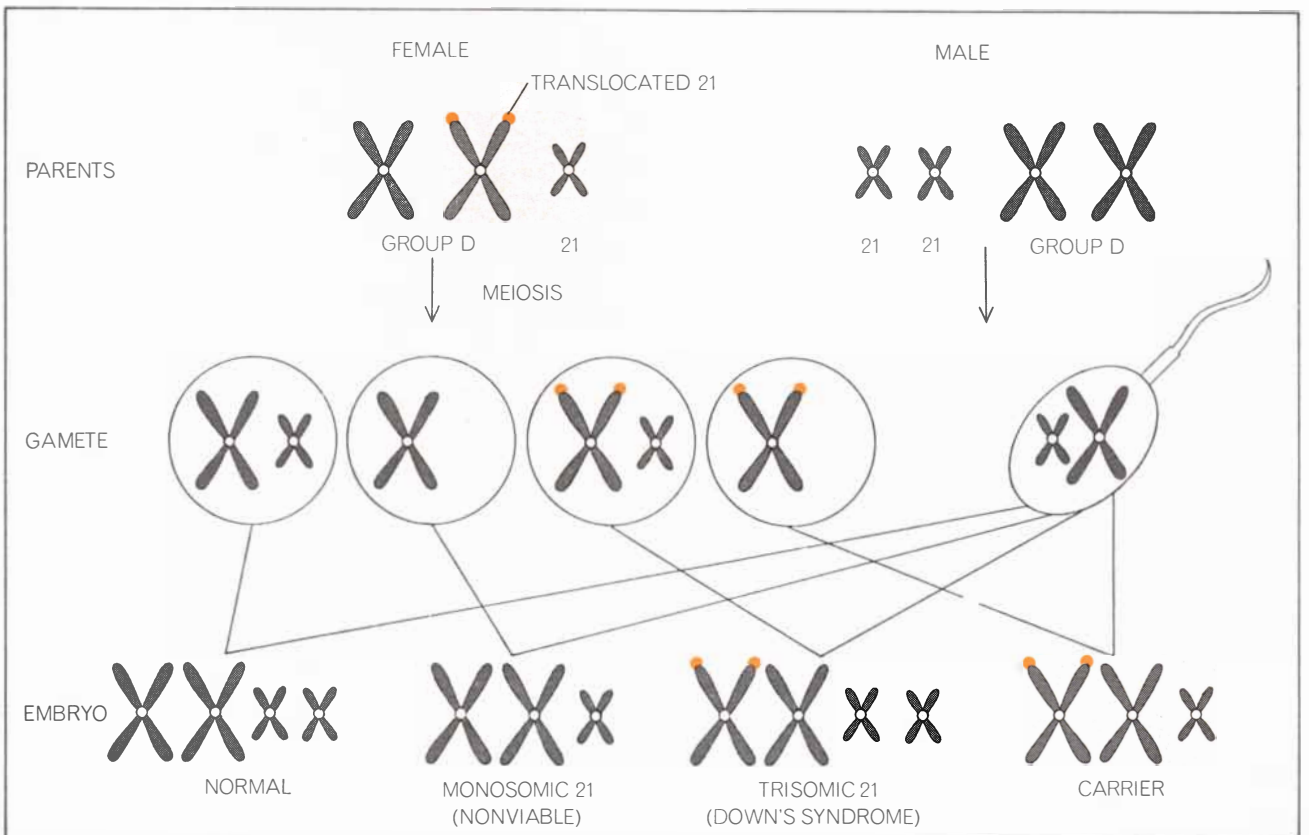 FEMALE
MALE
TRANSLOCATED 21
PARENTS
GROUP D
21
21
21
GROUP D
MEIOSIS
GAMETE
EMBRYO
NORMAL
MONOSOMIC 21
(NONVIABLE)
TRISOMIC 21
(DOWN'S SYNDROME)
CARRIER